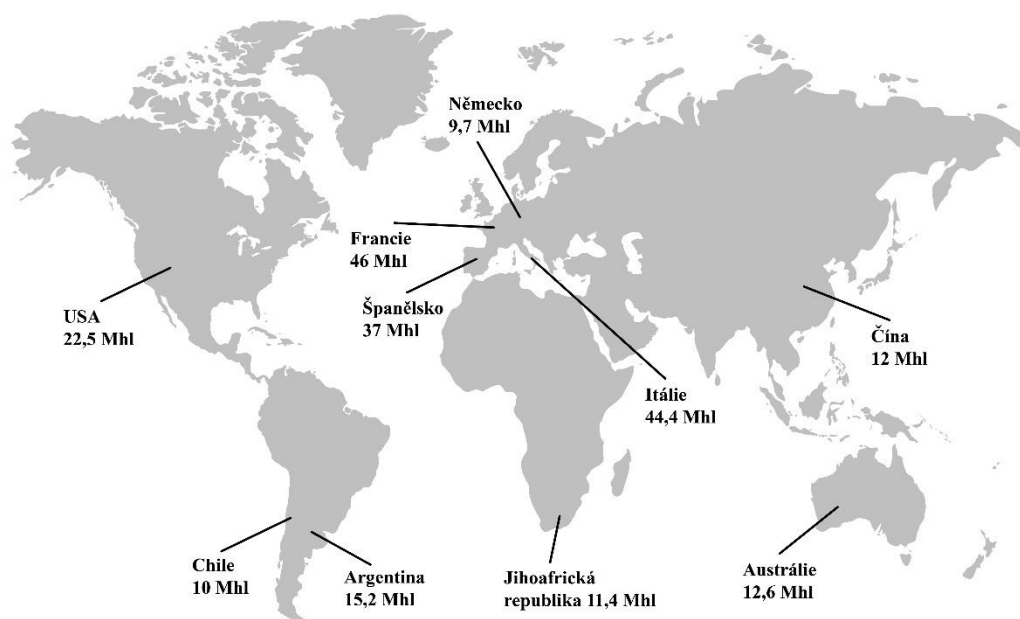 Německo
9,7 Mhl
Francie
46 Mhl
Španělsko
37 Mhl
USA
22,5 Mhl
Čína
12 Mhl
Itálie
44,4 Mhl
Chile
10 Mhl
Argentina
15,2 Mhl
Jihoafrická
republika 11,4 Mhl
Austrálie
12,6 Mhl